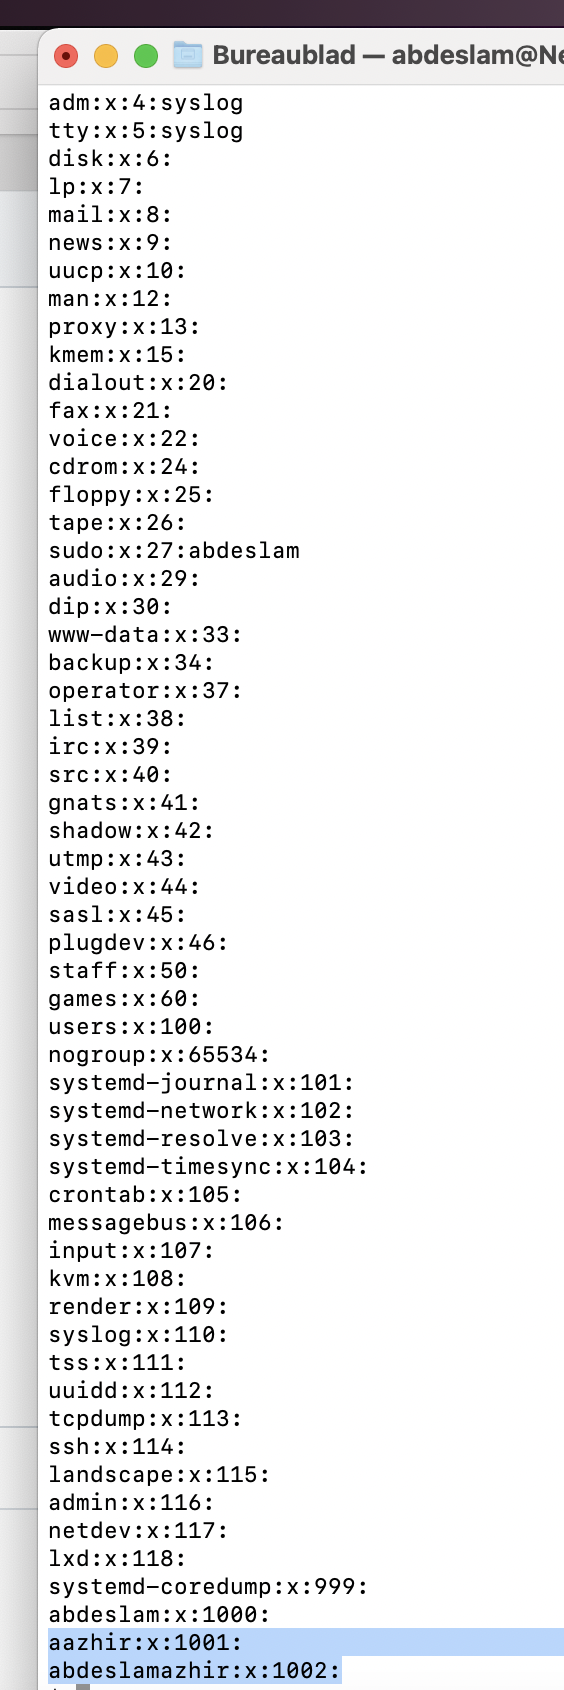 Bureaublad — abdeslam@Ne
adm:x:4:syslog
tty:x:5:syslog
disk:x:6:
lp:x:7:
mail:x:8:
news:x:9:
uucp:x:10:
man:x:12:
proxy:x:13:
kmem:x:15:
dialout:x:20:
fax:x:21:
voice:x:22:
cdrom:x:24:
floppy:x:25:
tape:x:26:
sudo:x:27:abdeslam
audio:x:29:
dip:x:30:
www-data:x:33:
backup:x:34:
operator:x:37:
list:x:38:
irc:x:39:
src:x:40:
gnats:x:41:
shadow:x:42:
utmp:x:43:
video:x:44:
sasl:x:45:
plugdev:x:46:
staff:x:50:
games:x:60:
users:x:100:
nogroup:x:65534:
systemd-journal:x:101:
systemd-network:x:102:
systemd-resolve:x:103:
systemd-timesync:x:104:
crontab:x:105:
messagebus:x:106:
input:x:107:
kvm:x:108:
render:x:109:
syslog:x:110:
tss:x:111:
uuidd:x:112:
tcpdump:x:113:
ssh:x:114:
landscape:x:115:
admin:x:116:
netdev:x:117:
lxd:x:118:
systemd-coredump:x:999:
abdeslam:x:1000:
aazhir:x:1001:
abdeslamazhir:x:1002: